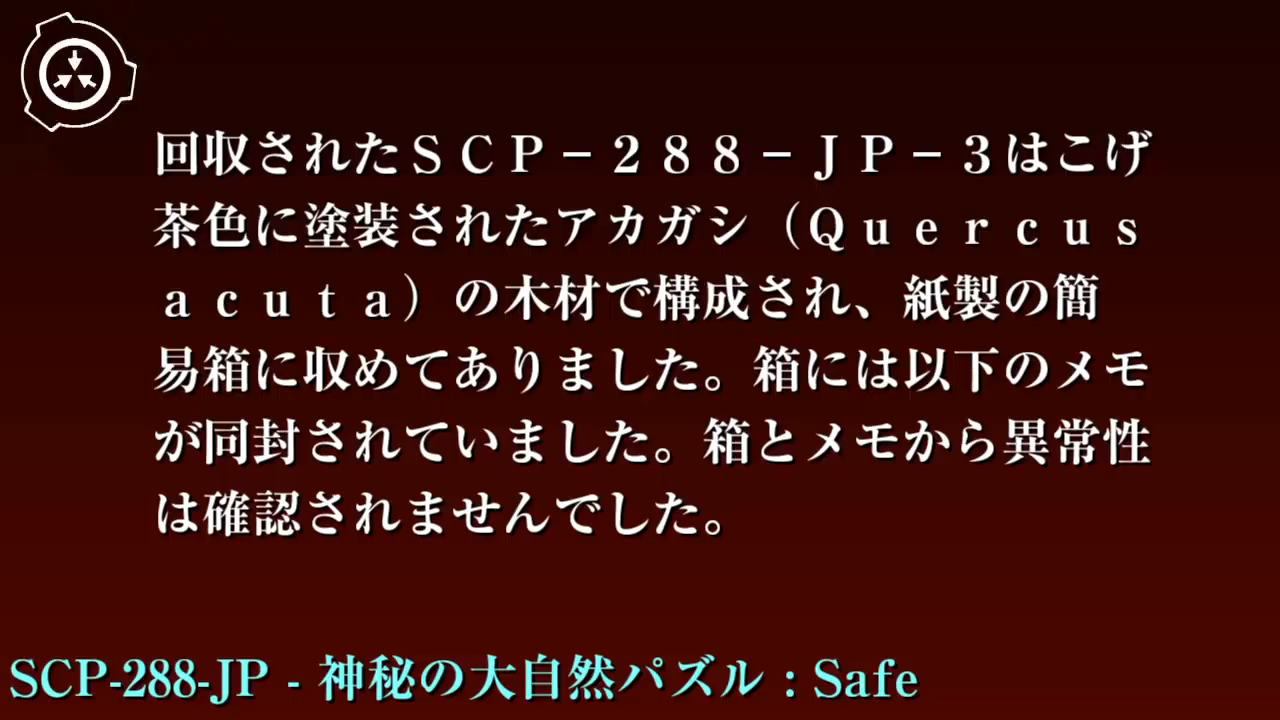 回収されたＳＣＰ－２８８－ＪＰ－３はこげ
茶色に塗装されたアカガシ（Ｑｕｅｒｃｕｓ
ａｃｕｔａ）の木材で構成され、紙製の簡
易箱に収めてありました。箱には以下のメモ
が同封されていました。箱とメモから異常性
は確認されませんでした。
SCP-288-JP - 神秘の大自然パズル : Safe